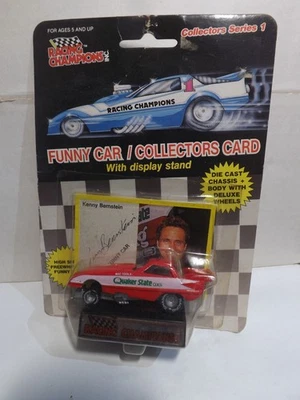 FOR AGES 5 AND UP
Collectors Series 1
RACING
CHAMPIONS
RACING CHAMPIONS
FUNNY CAR / COLLECTORS CARD
With display stand
DIE CAST
CHASSIS +
BODY WITH
DELUXE
WHEELS
Kenny Bernstein
Quaker State